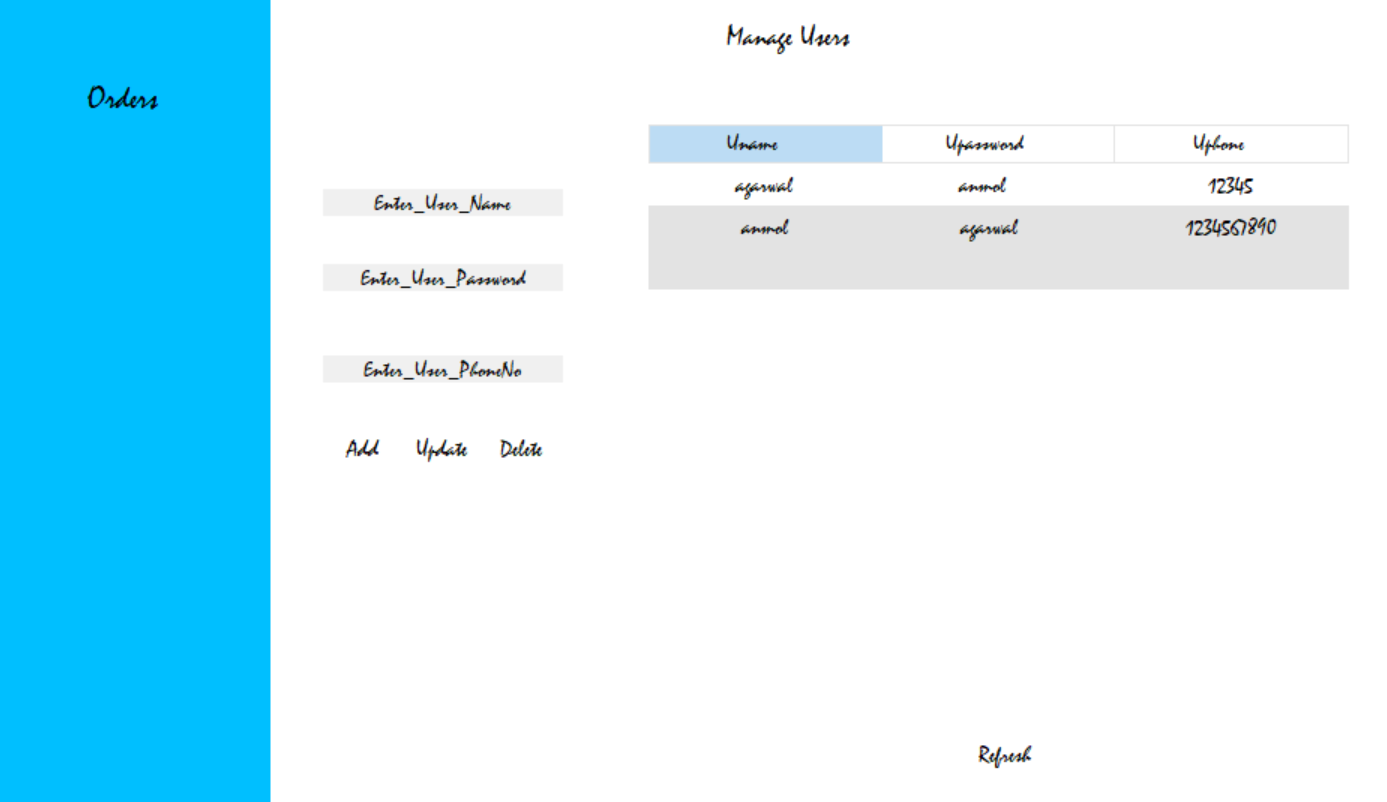 Manage Users
Orders
Uname Upassword Uphone
agarwal anmol 12345
anmol agarwal 1234567890
Enter_User_Name
Enter_User_Password
Enter_User_PhoneNo
Add Update Delete
Refresh